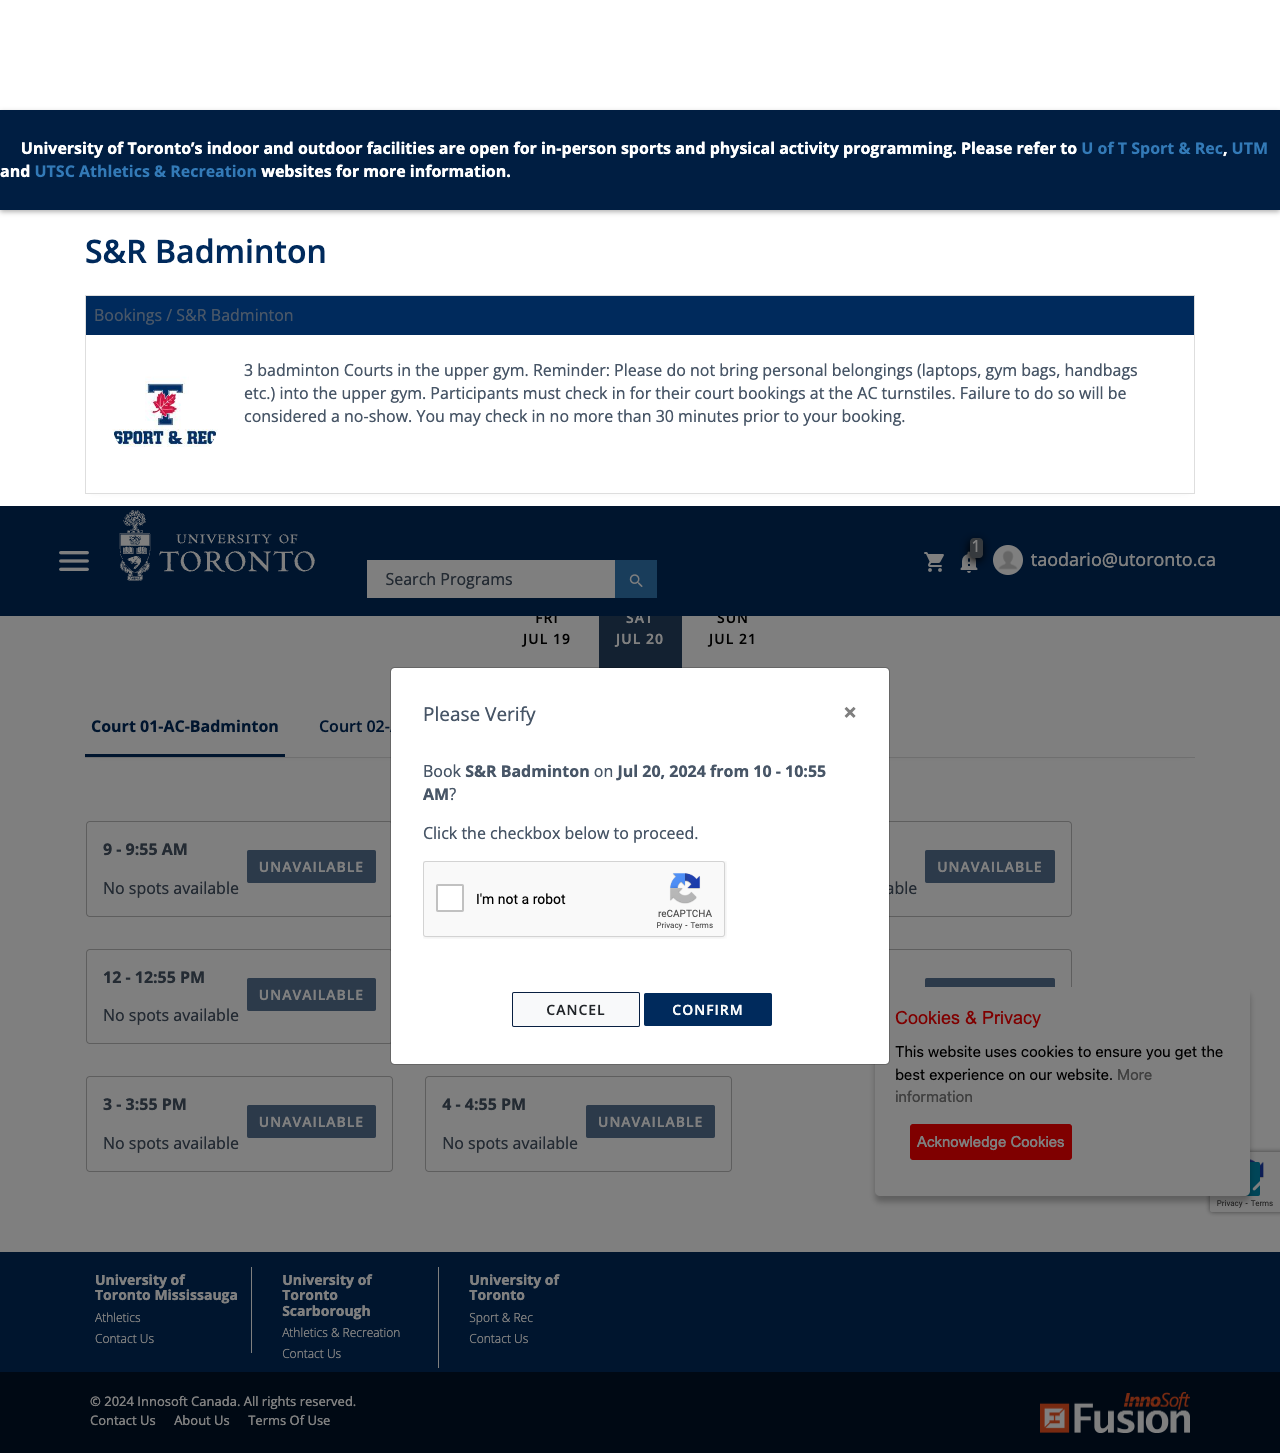 University of Toronto’s indoor and outdoor facilities are open for in-person sports and physical activity programming. Please refer to U of T Sport & Rec, UTM
and UTSC Athletics & Recreation websites for more information.
S&R Badminton
Bookings / S&R Badminton
3 badminton Courts in the upper gym. Reminder: Please do not bring personal belongings (laptops, gym bags, handbags
etc.) into the upper gym. Participants must check in for their court bookings at the AC turnstiles. Failure to do so will be
considered a no-show. You may check in no more than 30 minutes prior to your booking.
T
SPORT & REC
UNIVERSITY OF
TORONTO
Search Programs
1
taodario@utoronto.ca
FRI SAT SUN
JUL 19 JUL 20 JUL 21
Court 01-AC-Badminton Court 02-
Please Verify ×
Book S&R Badminton on Jul 20, 2024 from 10 - 10:55
AM?
Click the checkbox below to proceed.
I'm not a robot
reCAPTCHA
Privacy - Terms
CANCEL CONFIRM
9 - 9:55 AM
UNAVAILABLE
No spots available
UNAVAILABLE
12 - 12:55 PM
UNAVAILABLE
No spots available
3 - 3:55 PM
UNAVAILABLE
No spots available
4 - 4:55 PM
UNAVAILABLE
No spots available
Cookies & Privacy
This website uses cookies to ensure you get the
best experience on our website. More
information
Acknowledge Cookies
Privacy - Terms
University of
Toronto Mississauga
Athletics
Contact Us
University of
Toronto
Scarborough
Athletics & Recreation
Contact Us
University of
Toronto
Sport & Rec
Contact Us
© 2024 Innosoft Canada. All rights reserved.
Contact Us About Us Terms Of Use
InnoSoft
Fusion